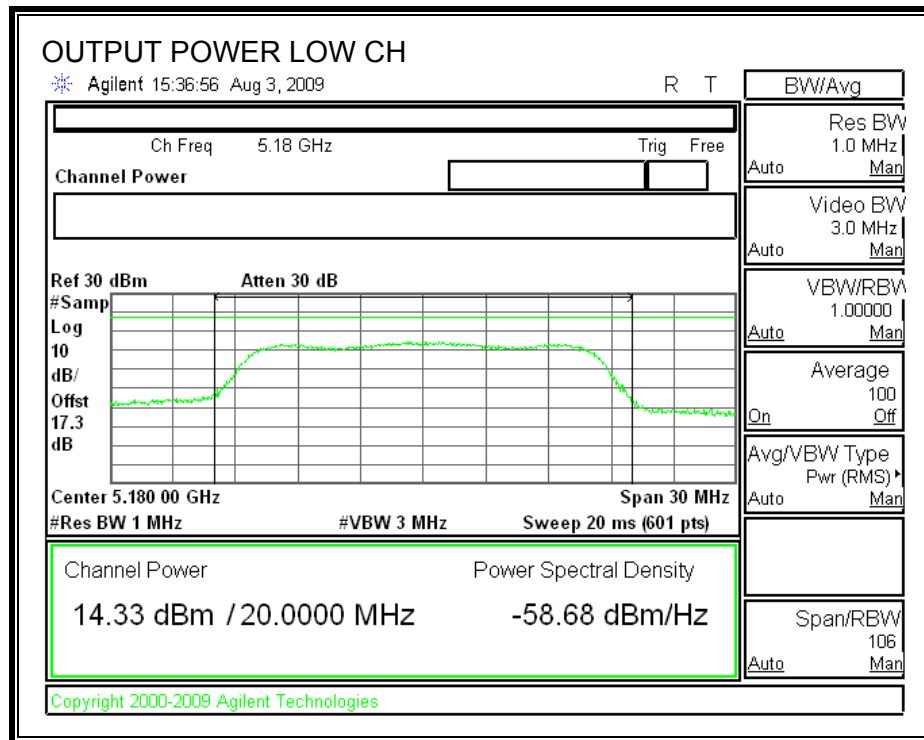 OUTPUT POWER LOW CH
Agilent 15:36:56 Aug 3, 2009 R T
Ch Freq 5.18 GHz Trig Free
Channel Power
Ref 30 dBm Atten 30 dB
#Samp
Log
10
dB/
Offst
17.3
dB
Center 5.180 00 GHz Span 30 MHz
#Res BW 1 MHz #VBW 3 MHz Sweep 20 ms (601 pts)
Channel Power Power Spectral Density
14.33 dBm / 20.0000 MHz -58.68 dBm/Hz
Copyright 2000-2009 Agilent Technologies
BW/Avg
Res BW
1.0 MHz
Auto Man
Video BW
3.0 MHz
Auto Man
VBW/RBW
1.00000
Auto Man
Average
100
On Off
Avg/VBW Type
Pwr (RMS)
Auto Man
Span/RBW
106
Auto Man